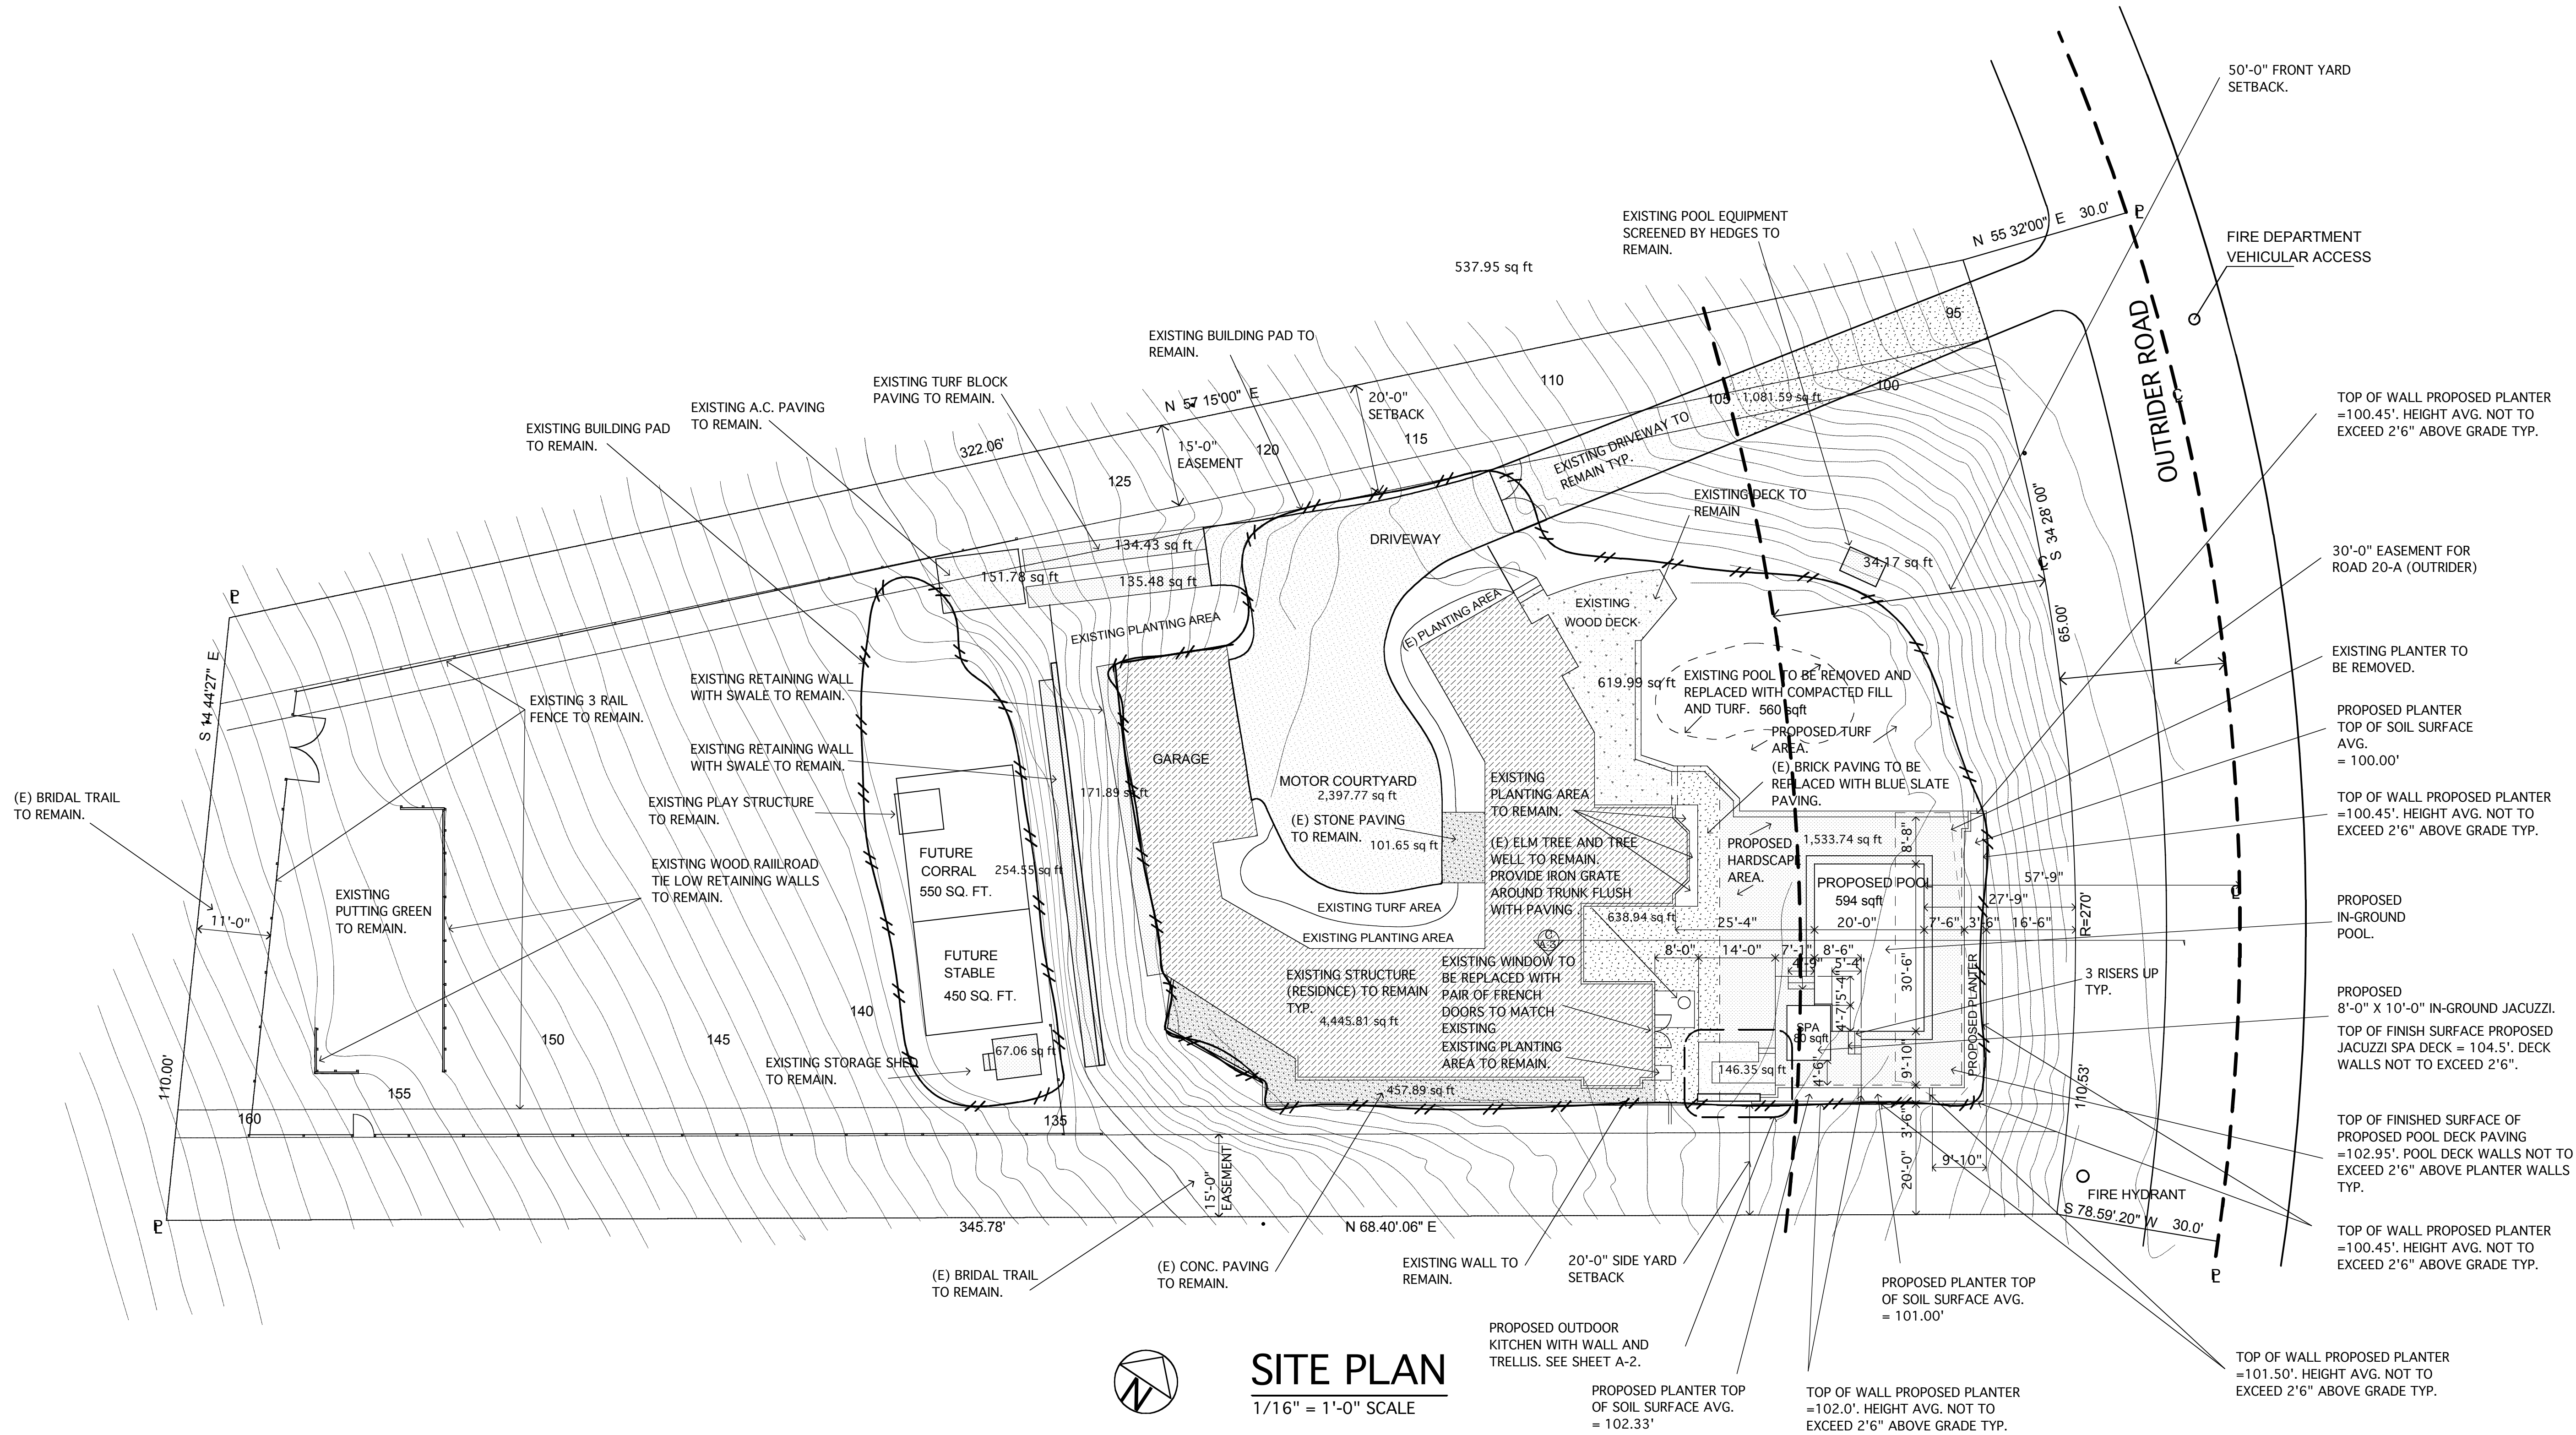 50'-0" FRONT YARD
SETBACK.
EXISTING POOL EQUIPMENT
SCREENED BY HEDGES TO
REMAIN.
N 55 32'00" E 30.0'
FIRE DEPARTMENT
VEHICULAR ACCESS
537.95 sq ft
OUTRIDER ROAD
95
EXISTING BUILDING PAD TO
REMAIN.
110
100
105
1,081.59 sq ft
EXISTING TURF BLOCK
PAVING TO REMAIN.
N 57 15'00" E
20'-0"
SETBACK
TOP OF WALL PROPOSED PLANTER
=100.45'. HEIGHT AVG. NOT TO
EXCEED 2'6" ABOVE GRADE TYP.
EXISTING A.C. PAVING
TO REMAIN.
EXISTING BUILDING PAD
TO REMAIN.
322.06'
15'-0"
EASEMENT
120
115
125
EXISTING DRIVEWAY TO
REMAIN TYP.
EXISTING DECK TO
REMAIN
S 34 28' 00"
65.00'
DRIVEWAY
134.43 sq ft
151.78 sq ft
135.48 sq ft
34.17 sq ft
30'-0" EASEMENT FOR
ROAD 20-A (OUTRIDER)
EXISTING PLANTING AREA
(E) PLANTING AREA
EXISTING
WOOD DECK
S 14 44'27" E
EXISTING RETAINING WALL
WITH SWALE TO REMAIN.
619.99 sq ft
EXISTING POOL TO BE REMOVED AND
REPLACED WITH COMPACTED FILL
AND TURF. 560 sqft
EXISTING PLANTER TO
BE REMOVED.
EXISTING 3 RAIL
FENCE TO REMAIN.
PROPOSED TURF
AREA.
PROPOSED PLANTER
TOP OF SOIL SURFACE
AVG.
= 100.00'
EXISTING RETAINING WALL
WITH SWALE TO REMAIN.
GARAGE
(E) BRICK PAVING TO BE
REPLACED WITH BLUE SLATE
PAVING.
MOTOR COURTYARD
2,397.77 sq ft
EXISTING
PLANTING AREA
TO REMAIN.
171.89 sq ft
(E) BRIDAL TRAIL
TO REMAIN.
EXISTING PLAY STRUCTURE
TO REMAIN.
(E) STONE PAVING
TO REMAIN.
101.65 sq ft
TOP OF WALL PROPOSED PLANTER
=100.45'. HEIGHT AVG. NOT TO
EXCEED 2'6" ABOVE GRADE TYP.
(E) ELM TREE AND TREE
WELL TO REMAIN.
PROVIDE IRON GRATE
AROUND TRUNK FLUSH
WITH PAVING .
PROPOSED
HARDSCAPE
AREA.
1,533.74 sq ft
8'-8"
FUTURE
CORRAL
550 SQ. FT.
254.55 sq ft
EXISTING WOOD RAILROAD
TIE LOW RETAINING WALLS
TO REMAIN.
PROPOSED POOL
594 sqft
57'-9"
27'-9"
EXISTING
PUTTING GREEN
TO REMAIN.
11'-0"
EXISTING TURF AREA
638.94 sq ft
25'-4"
20'-0"
7'-6"
3'-6"
16'-6"
R=270'
PROPOSED
IN-GROUND
POOL.
EXISTING PLANTING AREA
C
A-3
8'-0"
14'-0"
7'-1"
8'-6"
4'-9"
5'-4"
FUTURE
STABLE
450 SQ. FT.
EXISTING STRUCTURE
(RESIDNCE) TO REMAIN
TYP.
4,445.81 sq ft
EXISTING WINDOW TO
BE REPLACED WITH
PAIR OF FRENCH
DOORS TO MATCH
EXISTING
EXISTING PLANTING
AREA TO REMAIN.
30'-6"
5'-4"
4'-7"
PROPOSED PLANTER
3 RISERS UP
TYP.
PROPOSED
8'-0" X 10'-0" IN-GROUND JACUZZI.
TOP OF FINISH SURFACE PROPOSED
JACUZZI SPA DECK = 104.5'. DECK
WALLS NOT TO EXCEED 2'6".
140
145
150
155
160
110.00'
EXISTING STORAGE SHED
TO REMAIN.
67.06 sq ft
SPA
80 sqft
146.35 sq ft
4'-6"
9'-10"
457.89 sq ft
110.53'
135
3'-6"
TOP OF FINISHED SURFACE OF
PROPOSED POOL DECK PAVING
=102.95'. POOL DECK WALLS NOT TO
EXCEED 2'6" ABOVE PLANTER WALLS
TYP.
15'-0"
EASEMENT
20'-0"
9'-10"
FIRE HYDRANT
S 78.59'.20" W 30.0'
345.78'
N 68.40'.06" E
TOP OF WALL PROPOSED PLANTER
=100.45'. HEIGHT AVG. NOT TO
EXCEED 2'6" ABOVE GRADE TYP.
(E) BRIDAL TRAIL
TO REMAIN.
(E) CONC. PAVING
TO REMAIN.
EXISTING WALL TO
REMAIN.
20'-0" SIDE YARD
SETBACK
PROPOSED PLANTER TOP
OF SOIL SURFACE AVG.
= 101.00'
PROPOSED OUTDOOR
KITCHEN WITH WALL AND
TRELLIS. SEE SHEET A-2.
N
SITE PLAN
1/16" = 1'-0" SCALE
PROPOSED PLANTER TOP
OF SOIL SURFACE AVG.
= 102.33'
TOP OF WALL PROPOSED PLANTER
=102.0'. HEIGHT AVG. NOT TO
EXCEED 2'6" ABOVE GRADE TYP.
TOP OF WALL PROPOSED PLANTER
=101.50'. HEIGHT AVG. NOT TO
EXCEED 2'6" ABOVE GRADE TYP.